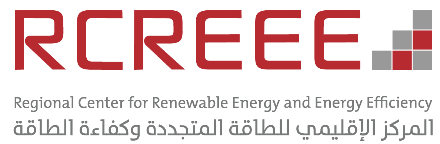 RCREEE
Regional Center for Renewable Energy and Energy Efficiency
المركز الإقليمي للطاقة المتجددة وكفاءة الطاقة